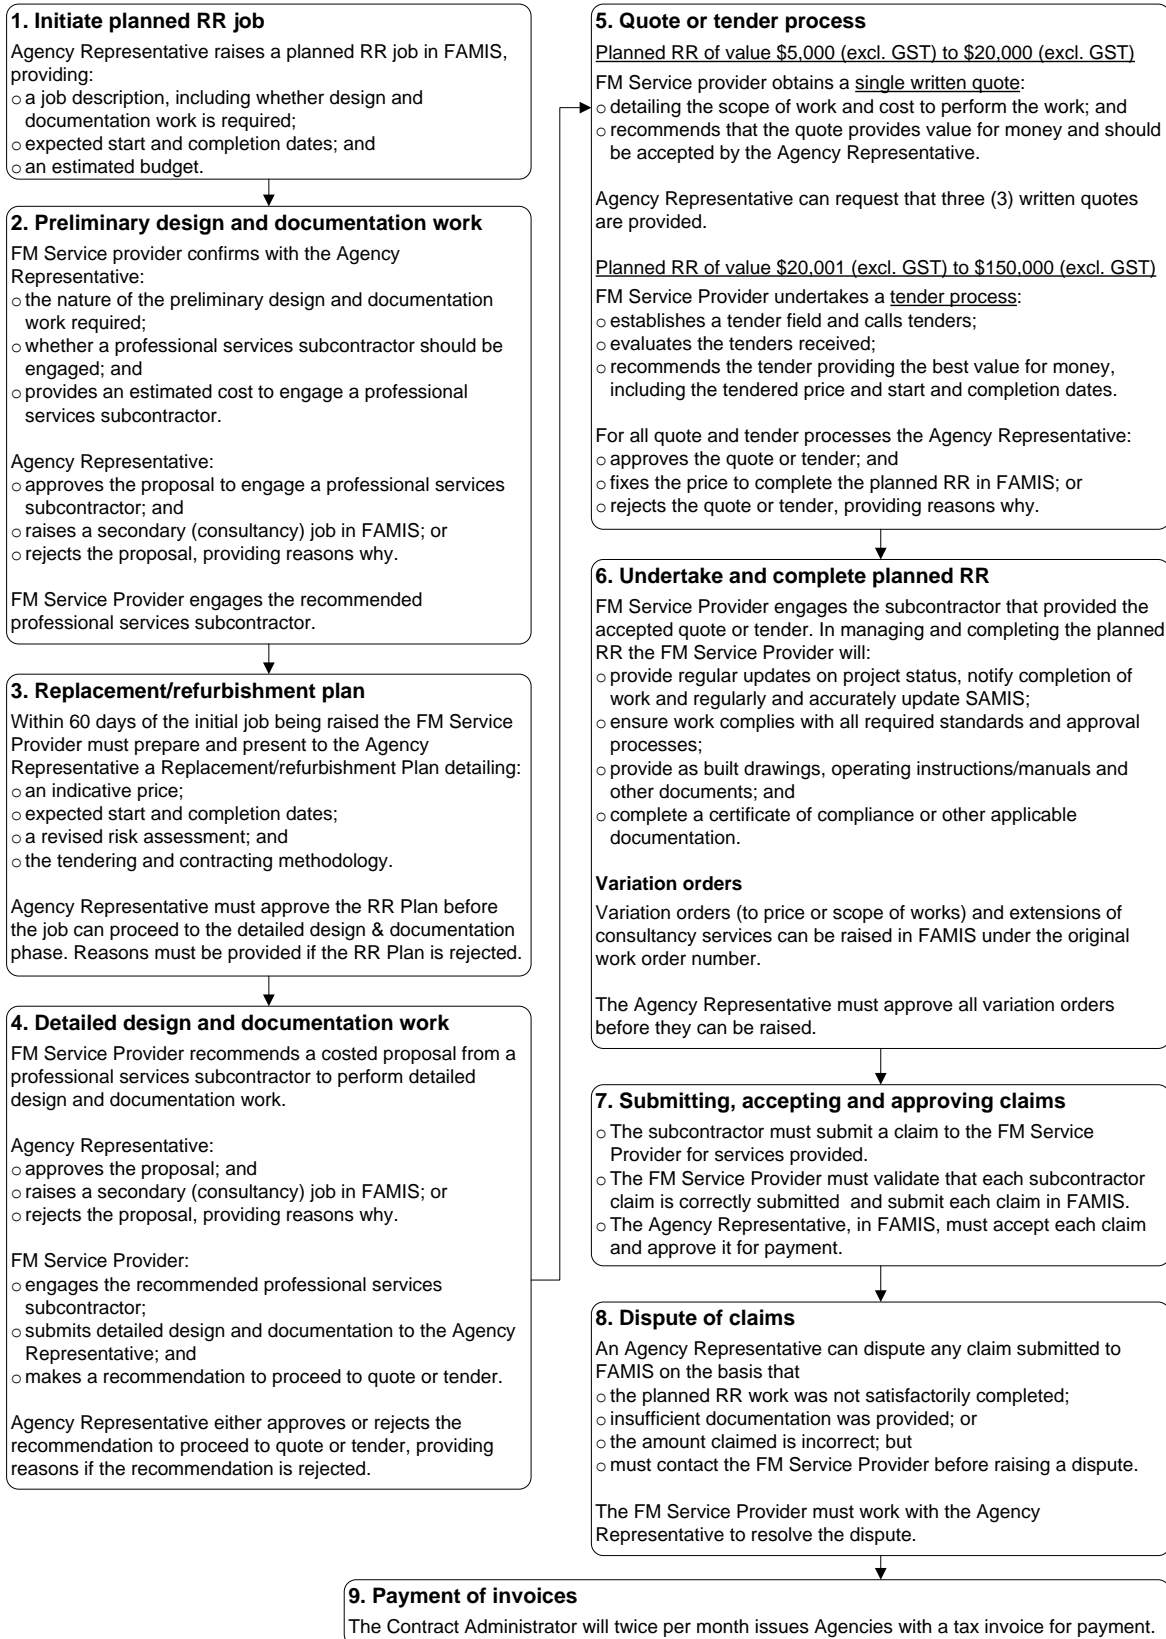 1. Initiate planned RR job
Agency Representative raises a planned RR job in FAMIS,
providing:
○ a job description, including whether design and
documentation work is required;
○ expected start and completion dates; and
○ an estimated budget.
2. Preliminary design and documentation work
FM Service provider confirms with the Agency
Representative:
○ the nature of the preliminary design and documentation
work required;
○ whether a professional services subcontractor should be
engaged; and
○ provides an estimated cost to engage a professional
services subcontractor.
Agency Representative:
○ approves the proposal to engage a professional services
subcontractor; and
○ raises a secondary (consultancy) job in FAMIS; or
○ rejects the proposal, providing reasons why.
FM Service Provider engages the recommended
professional services subcontractor.
3. Replacement/refurbishment plan
Within 60 days of the initial job being raised the FM Service
Provider must prepare and present to the Agency
Representative a Replacement/refurbishment Plan detailing:
○ an indicative price;
○ expected start and completion dates;
○ a revised risk assessment; and
○ the tendering and contracting methodology.
Agency Representative must approve the RR Plan before
the job can proceed to the detailed design & documentation
phase. Reasons must be provided if the RR Plan is rejected.
4. Detailed design and documentation work
FM Service Provider recommends a costed proposal from a
professional services subcontractor to perform detailed
design and documentation work.
Agency Representative:
○ approves the proposal; and
○ raises a secondary (consultancy) job in FAMIS; or
○ rejects the proposal, providing reasons why.
FM Service Provider:
○ engages the recommended professional services
subcontractor;
○ submits detailed design and documentation to the Agency
Representative; and
○ makes a recommendation to proceed to quote or tender.
Agency Representative either approves or rejects the
recommendation to proceed to quote or tender, providing
reasons if the recommendation is rejected.
5. Quote or tender process
Planned RR of value $5,000 (excl. GST) to $20,000 (excl. GST)
FM Service provider obtains a single written quote:
○ detailing the scope of work and cost to perform the work; and
○ recommends that the quote provides value for money and should
be accepted by the Agency Representative.
Agency Representative can request that three (3) written quotes
are provided.
Planned RR of value $20,001 (excl. GST) to $150,000 (excl. GST)
FM Service Provider undertakes a tender process:
○ establishes a tender field and calls tenders;
○ evaluates the tenders received;
○ recommends the tender providing the best value for money,
including the tendered price and start and completion dates.
For all quote and tender processes the Agency Representative:
○ approves the quote or tender; and
○ fixes the price to complete the planned RR in FAMIS; or
○ rejects the quote or tender, providing reasons why.
6. Undertake and complete planned RR
FM Service Provider engages the subcontractor that provided the
accepted quote or tender. In managing and completing the planned
RR the FM Service Provider will:
○ provide regular updates on project status, notify completion of
work and regularly and accurately update SAMIS;
○ ensure work complies with all required standards and approval
processes;
○ provide as built drawings, operating instructions/manuals and
other documents; and
○ complete a certificate of compliance or other applicable
documentation.
Variation orders
Variation orders (to price or scope of works) and extensions of
consultancy services can be raised in FAMIS under the original
work order number.
The Agency Representative must approve all variation orders
before they can be raised.
7. Submitting, accepting and approving claims
○ The subcontractor must submit a claim to the FM Service
Provider for services provided.
○ The FM Service Provider must validate that each subcontractor
claim is correctly submitted and submit each claim in FAMIS.
○ The Agency Representative, in FAMIS, must accept each claim
and approve it for payment.
8. Dispute of claims
An Agency Representative can dispute any claim submitted to
FAMIS on the basis that
○ the planned RR work was not satisfactorily completed;
○ insufficient documentation was provided; or
○ the amount claimed is incorrect; but
○ must contact the FM Service Provider before raising a dispute.
The FM Service Provider must work with the Agency
Representative to resolve the dispute.
9. Payment of invoices
The Contract Administrator will twice per month issues Agencies with a tax invoice for payment.